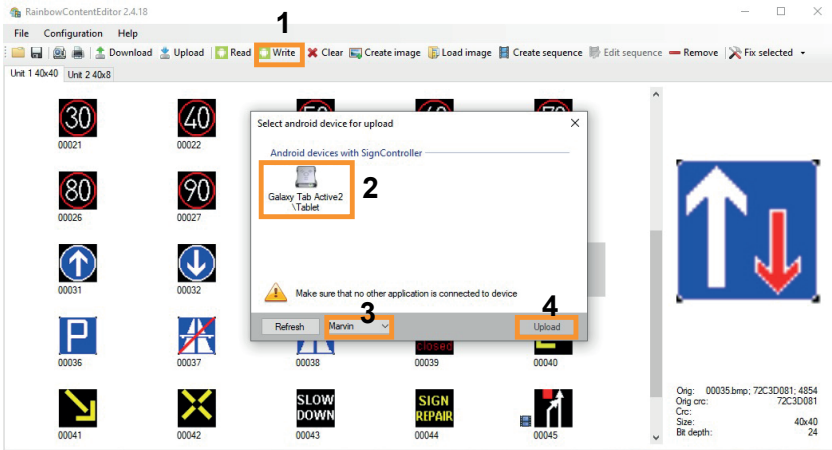 RainbowContentEditor 2.4.18
1
File Configuration Help
Download Upload Read Write Clear Create image Load image Create sequence Edit sequence Remove Fix selected
Unit 1 40x40 Unit 2 40x8
30 40
00021 00022
Select android device for upload
Android devices with SignController
2
Galaxy Tab Active2
\Tablet
80 90
00026 00027
00031 00032
Make sure that no other application is connected to device
3 4
Refresh Marvin Upload
P closed
00036 00037 00038 00039 00040
SLOW SIGN
DOWN REPAIR
00041 00042 00043 00044 00045
Orig: 00035.bmp; 72C3D081; 4854
Orig crc: 72C3D081
Crc:
Size: 40x40
Bit depth: 24